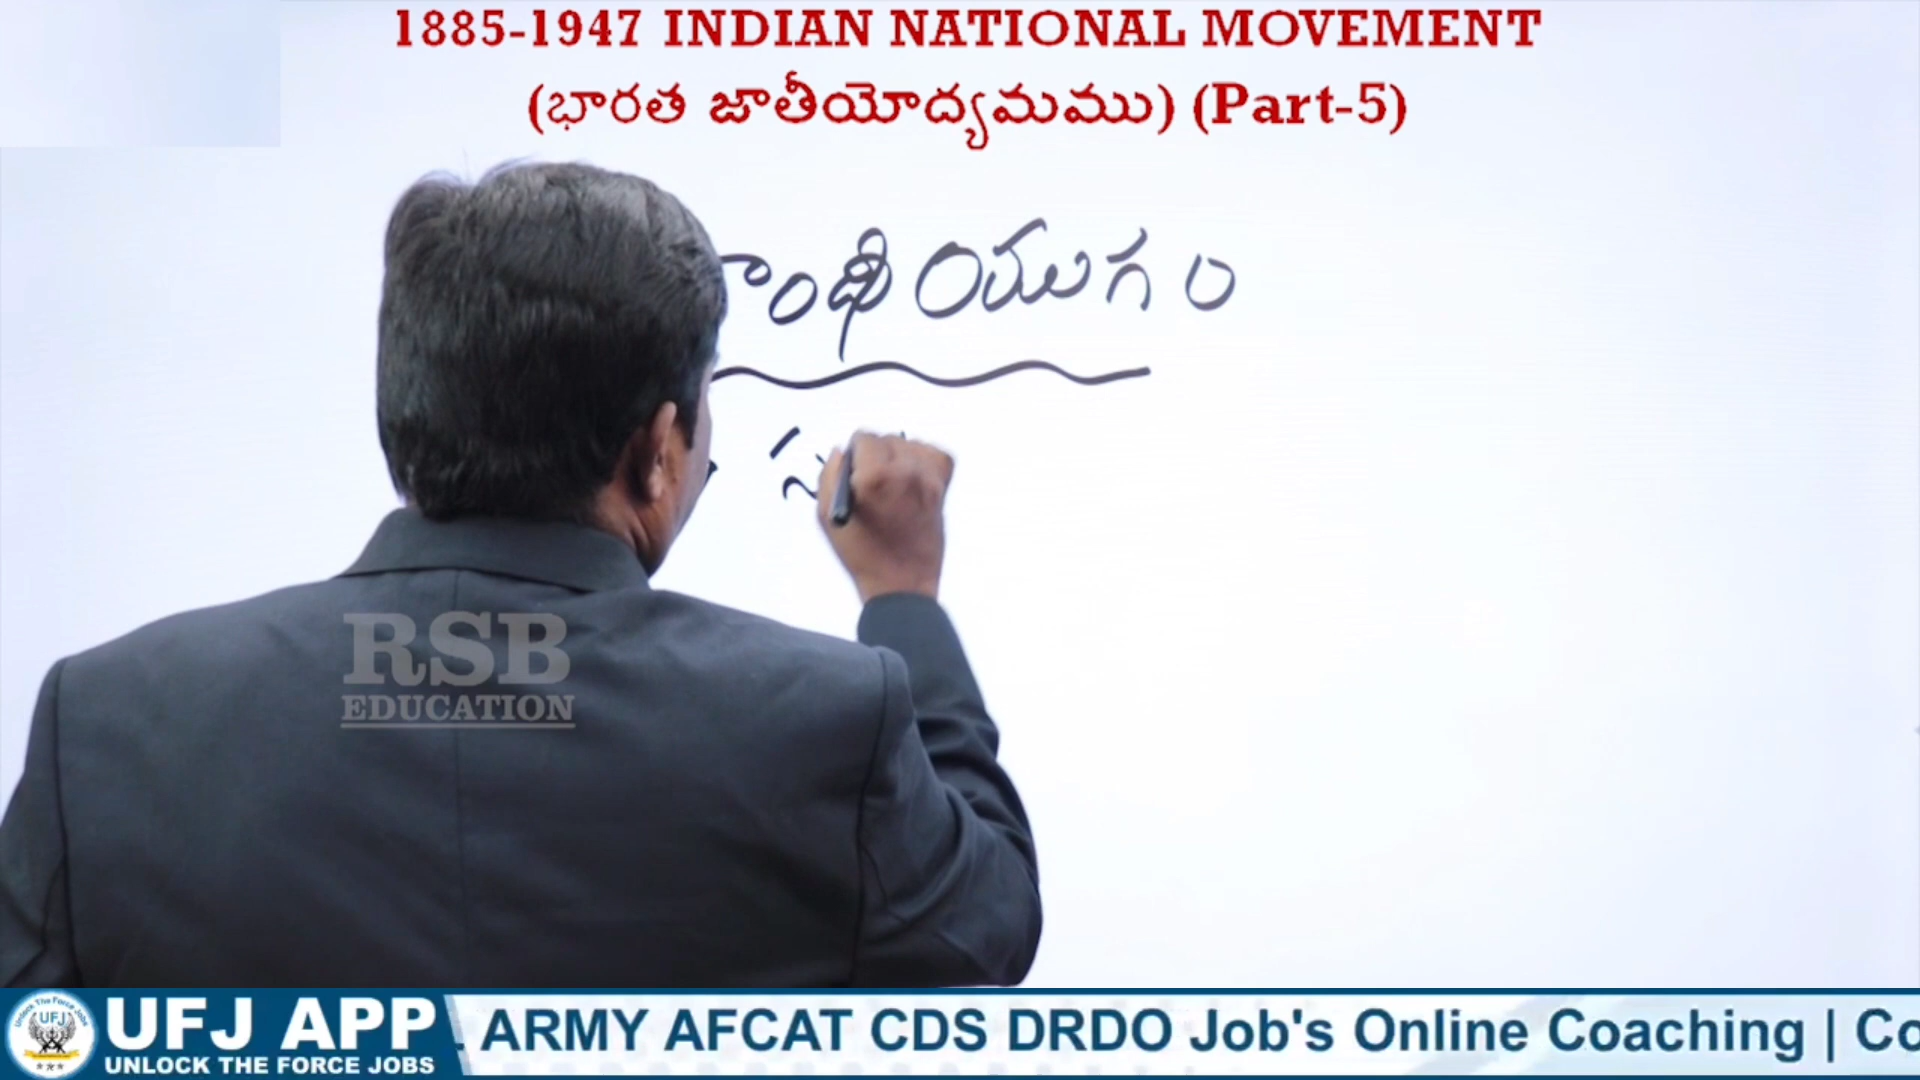 1885-1947 INDIAN NATIONAL MOVEMENT
(భారత జాతీయోద్యమము) (Part-5)
RSB
EDUCATION
UFJ APP
UNLOCK THE FORCE JOBS
ARMY AFCAT CDS DRDO Job's Online Coaching |